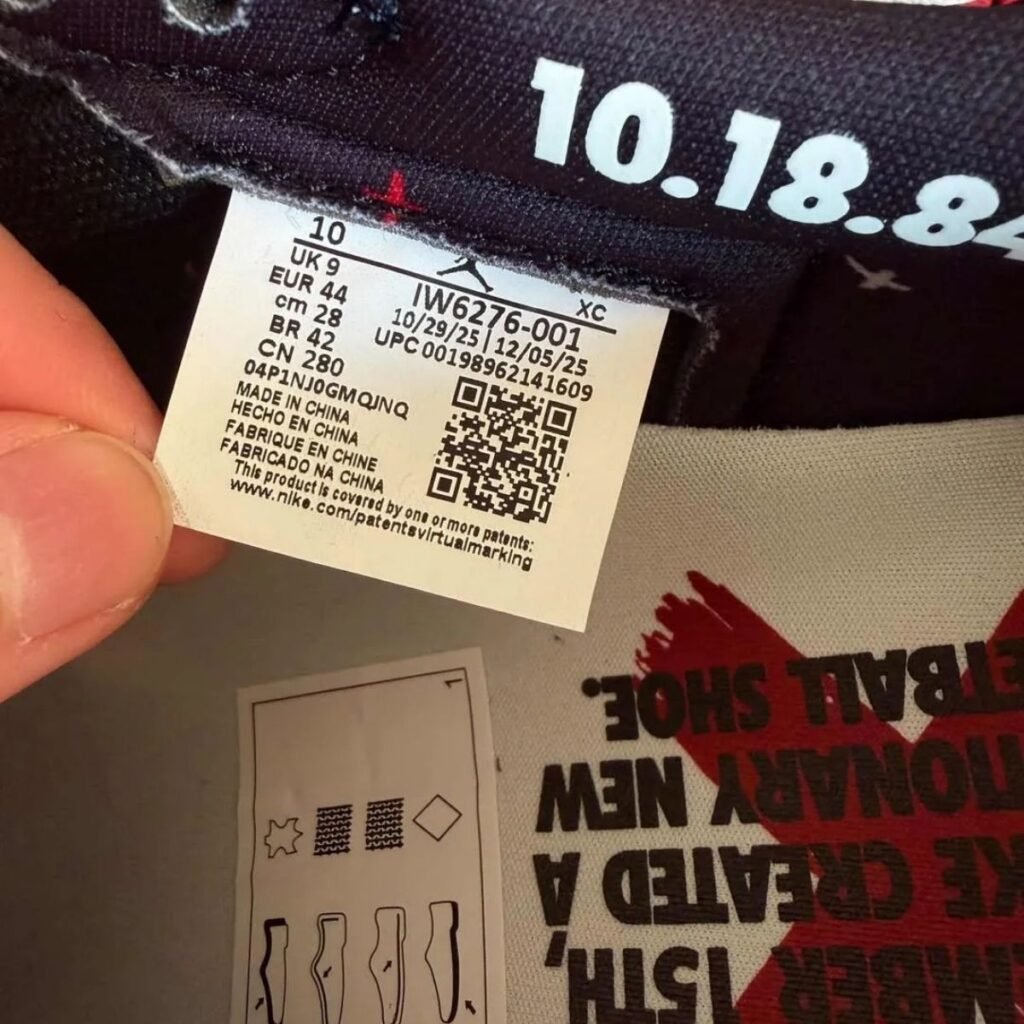 10.18.84
10
XC
UK 9
EUR 44
cm 28
BR 42
CN 280
IW6276-001
10/29/25 | 12/05/25
UPC 00198962141609
04P1NJ0GMQJNQ
MADE IN CHINA
HECHO EN CHINA
FABRIQUE EN CHINE
FABRICADO NA CHINA
This product is covered by one or more patents:
www.nike.com/patentsvirtualmarking
1
MBER 15TH,
KE CREATED A
TIONARY NEW
ETBALL SHOE.